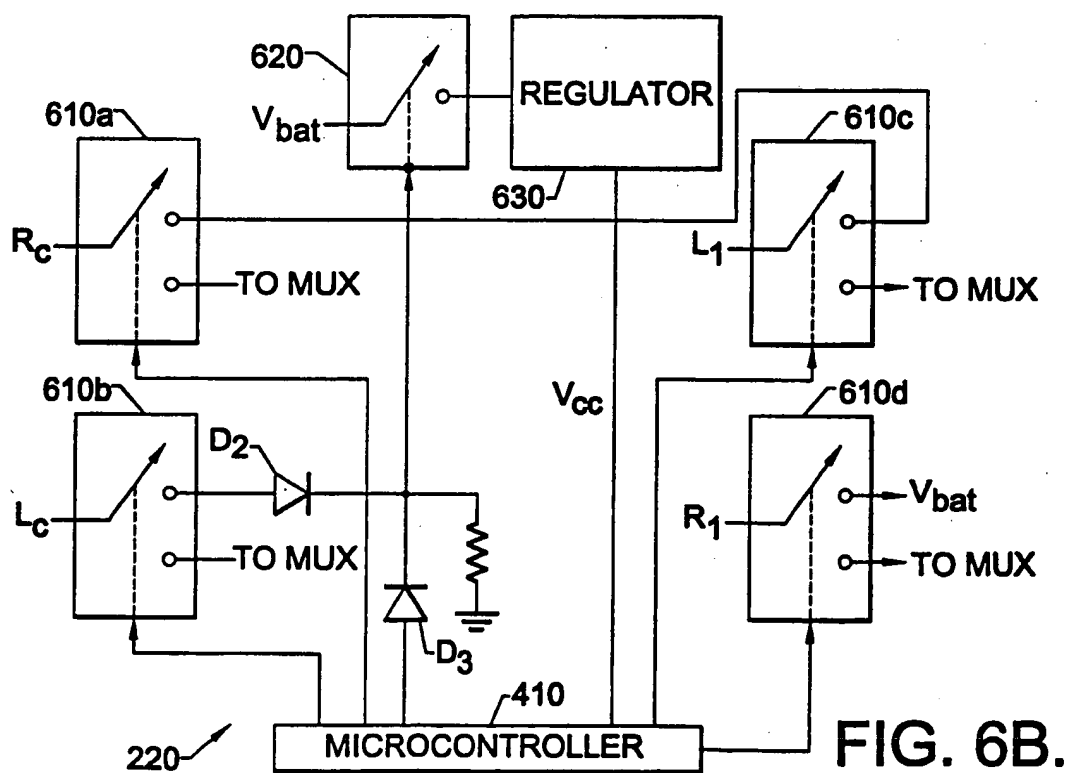 620
REGULATOR
V_bat
610a
610c
630
R_c
L_1
TO MUX
TO MUX
610b
V_cc
610d
D_2
L_c
V_bat
R_1
TO MUX
TO MUX
D_3
410
220
MICROCONTROLLER
FIG. 6B.